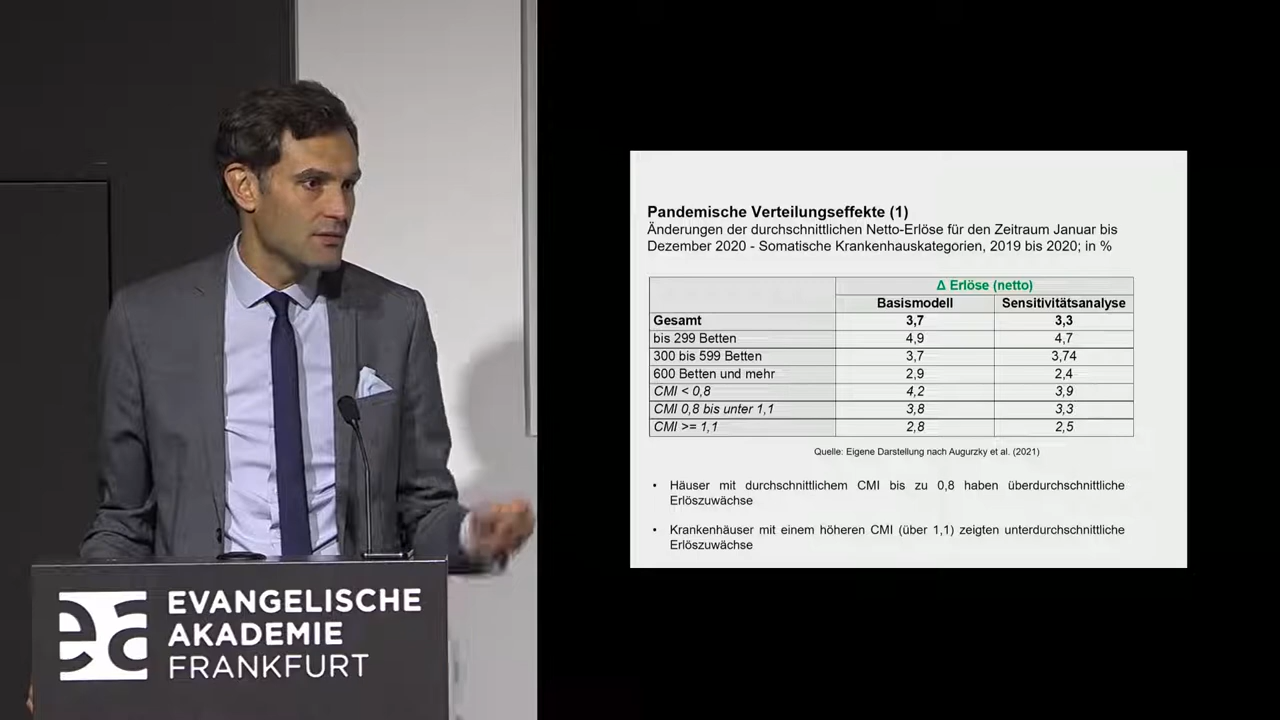 EVANGELISCHE
AKADEMIE
FRANKFURT
ea
Pandemische Verteilungseffekte (1)
Änderungen der durchschnittlichen Netto-Erlöse für den Zeitraum Januar bis
Dezember 2020 - Somatische Krankenhauskategorien, 2019 bis 2020; in %
Δ Erlöse (netto)
Basismodell Sensitivitätsanalyse
Gesamt 3,7 3,3
bis 299 Betten 4,9 4,7
300 bis 599 Betten 3,7 3,74
600 Betten und mehr 2,9 2,4
CMI < 0,8 4,2 3,9
CMI 0,8 bis unter 1,1 3,8 3,3
CMI >= 1,1 2,8 2,5
Quelle: Eigene Darstellung nach Augurzky et al. (2021)
• Häuser mit durchschnittlichem CMI bis zu 0,8 haben überdurchschnittliche
Erlöszuwächse
• Krankenhäuser mit einem höheren CMI (über 1,1) zeigten unterdurchschnittliche
Erlöszuwächse